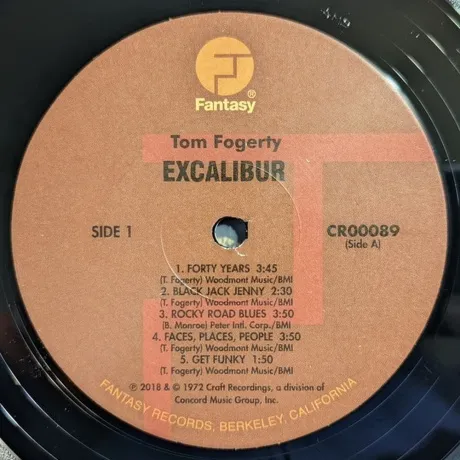 Fantasy ®
Tom Fogerty
EXCALIBUR
SIDE 1
CR00089
(Side A)
1. FORTY YEARS 3:45
(T. Fogerty) Woodmont Music/BMI
2. BLACK JACK JENNY 2:30
(T. Fogerty) Woodmont Music/BMI
3. ROCKY ROAD BLUES 3:50
(B. Monroe) Peter Intl. Corp./BMI
4. FACES, PLACES, PEOPLE 3:50
(T. Fogerty) Woodmont Music/BMI
5. GET FUNKY 1:50
(T. Fogerty) Woodmont Music/BMI
℗ 2018 & © 1972 Craft Recordings, a division of
Concord Music Group, Inc.
FANTASY RECORDS, BERKELEY, CALIFORNIA